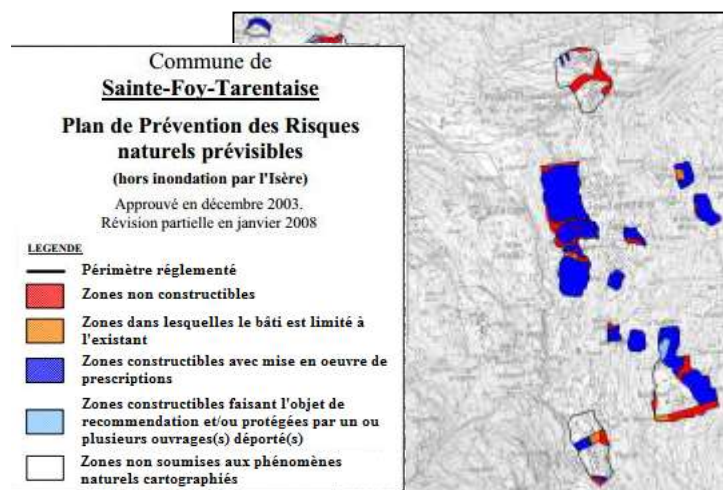 Commune de
Sainte-Foy-Tarentaise
Plan de Prévention des Risques
naturels prévisibles
(hors inondation par l'Isère)
Approuvé en décembre 2003.
Révision partielle en janvier 2008
LEGENDE
Périmètre réglementé
Zones non constructibles
Zones dans lesquelles le bâti est limité à
l'existant
Zones constructibles avec mise en oeuvre de
prescriptions
Zones constructibles faisant l'objet de
recommendation et/ou protégées par un ou
plusieurs ouvrages(s) déporté(s)
Zones non soumises aux phénomènes
naturels cartographiés